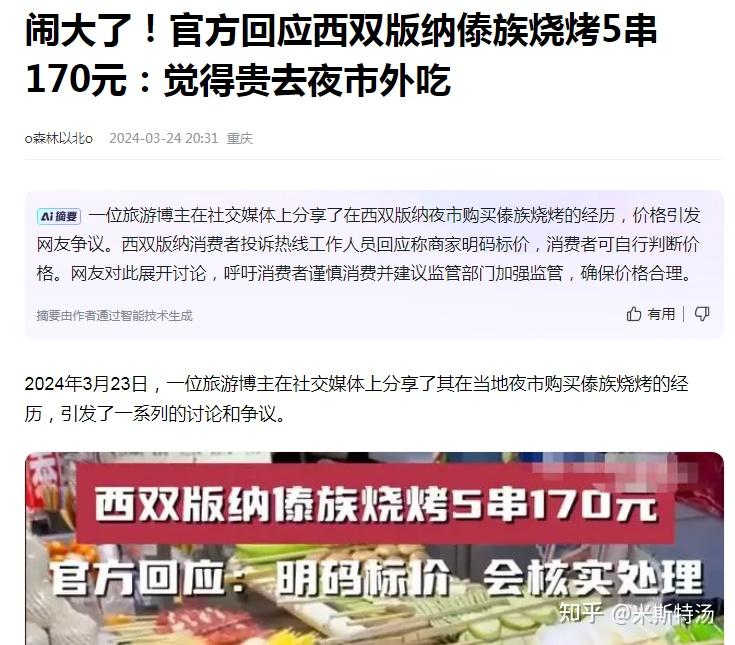 闹大了！官方回应西双版纳傣族烧烤5串
170元：觉得贵去夜市外吃
o森林以北o 2024-03-24 20:31 重庆
Ai摘要 一位旅游博主在社交媒体上分享了在西双版纳夜市购买傣族烧烤的经历，价格引发
网友争议。西双版纳消费者投诉热线工作人员回应称商家明码标价，消费者可自行判断价
格。网友对此展开讨论，呼吁消费者谨慎消费并建议监管部门加强监管，确保价格合理。
摘要由作者通过智能技术生成 有用
2024年3月23日，一位旅游博主在社交媒体上分享了其在当地夜市购买傣族烧烤的经
历，引发了一系列的讨论和争议。
西双版纳傣族烧烤5串170元
官方回应：明码标价 会核实处理
知乎 @米斯特汤